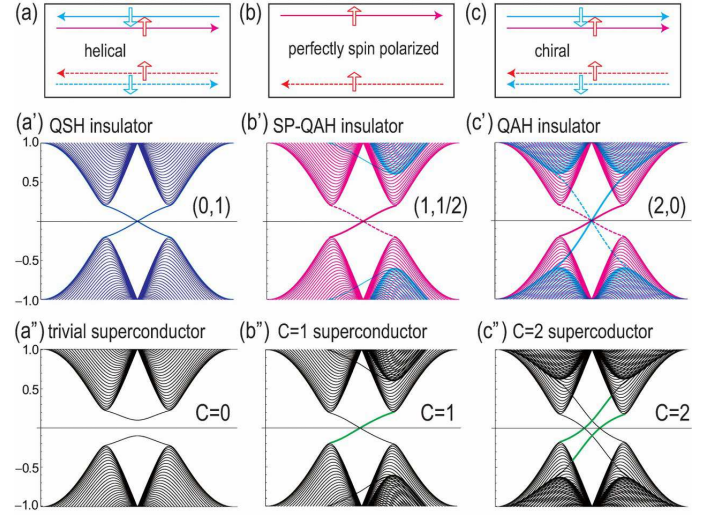 (a) (b) (c)
helical perfectly spin polarized chiral
(a') QSH insulator (b') SP-QAH insulator (c') QAH insulator
1.0
0.5
(0,1) (1,1/2) (2,0)
0
-0.5
-1.0
(a") trivial superconductor (b") C=1 superconductor (c") C=2 supercoductor
1.0
0.5
C=0 C=1 C=2
0
-0.5
-1.0